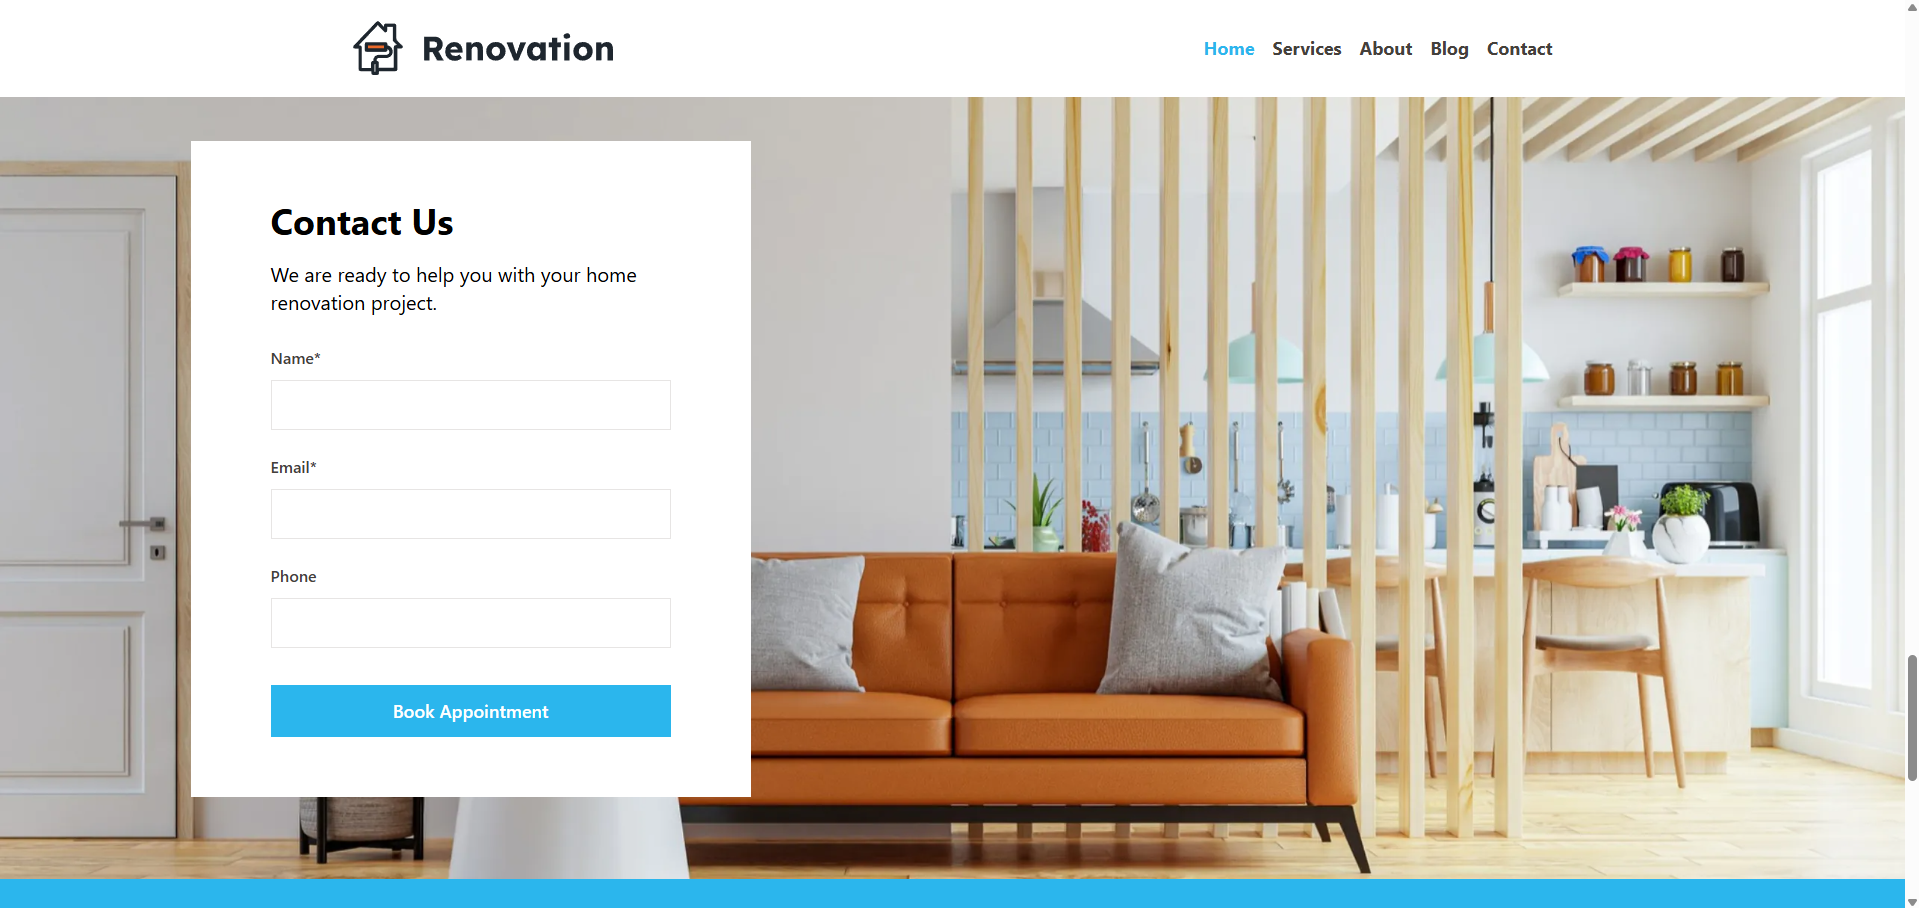 Renovation
Home Services About Blog Contact
Contact Us
We are ready to help you with your home
renovation project.
Name*
Email*
Phone
Book Appointment